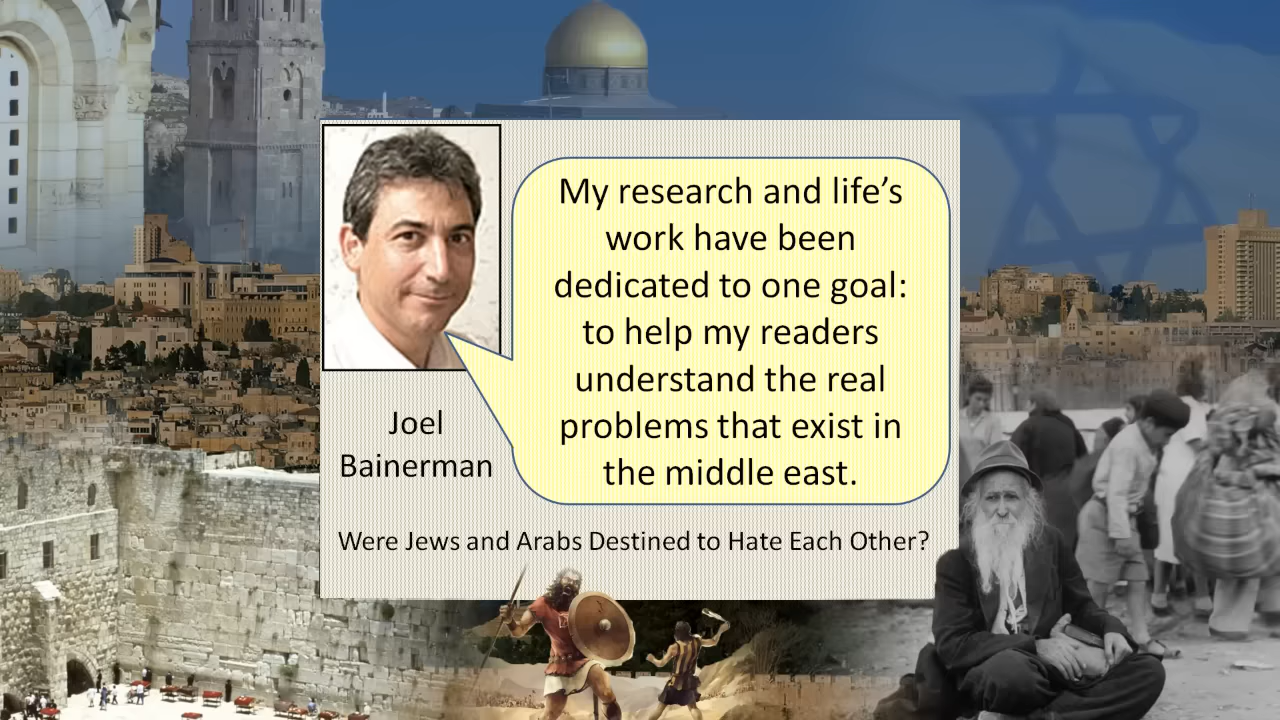 My research and life’s
work have been
dedicated to one goal:
to help my readers
understand the real
problems that exist in
the middle east.
Joel
Bainerman
Were Jews and Arabs Destined to Hate Each Other?